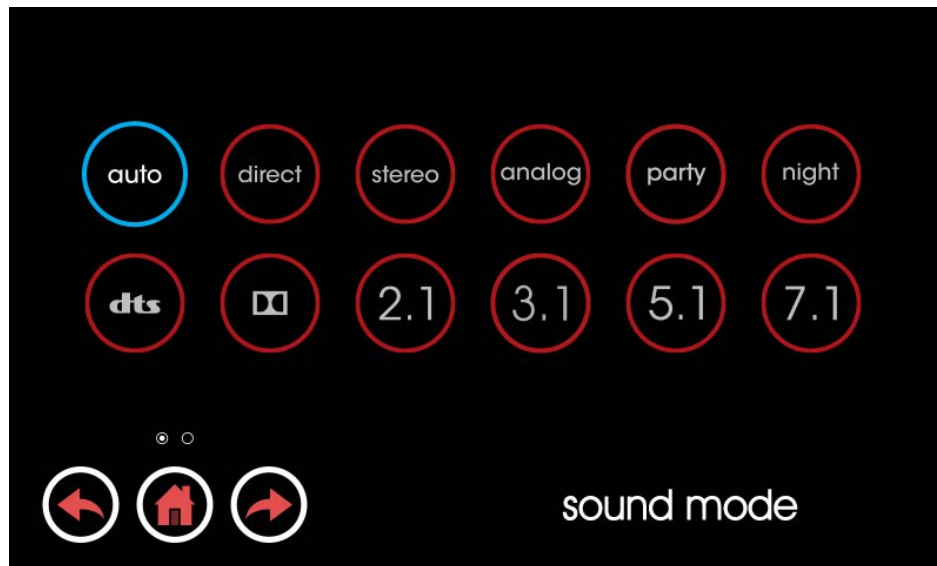 auto direct stereo analog party night
dts 2.1 3.1 5.1 7.1
sound mode